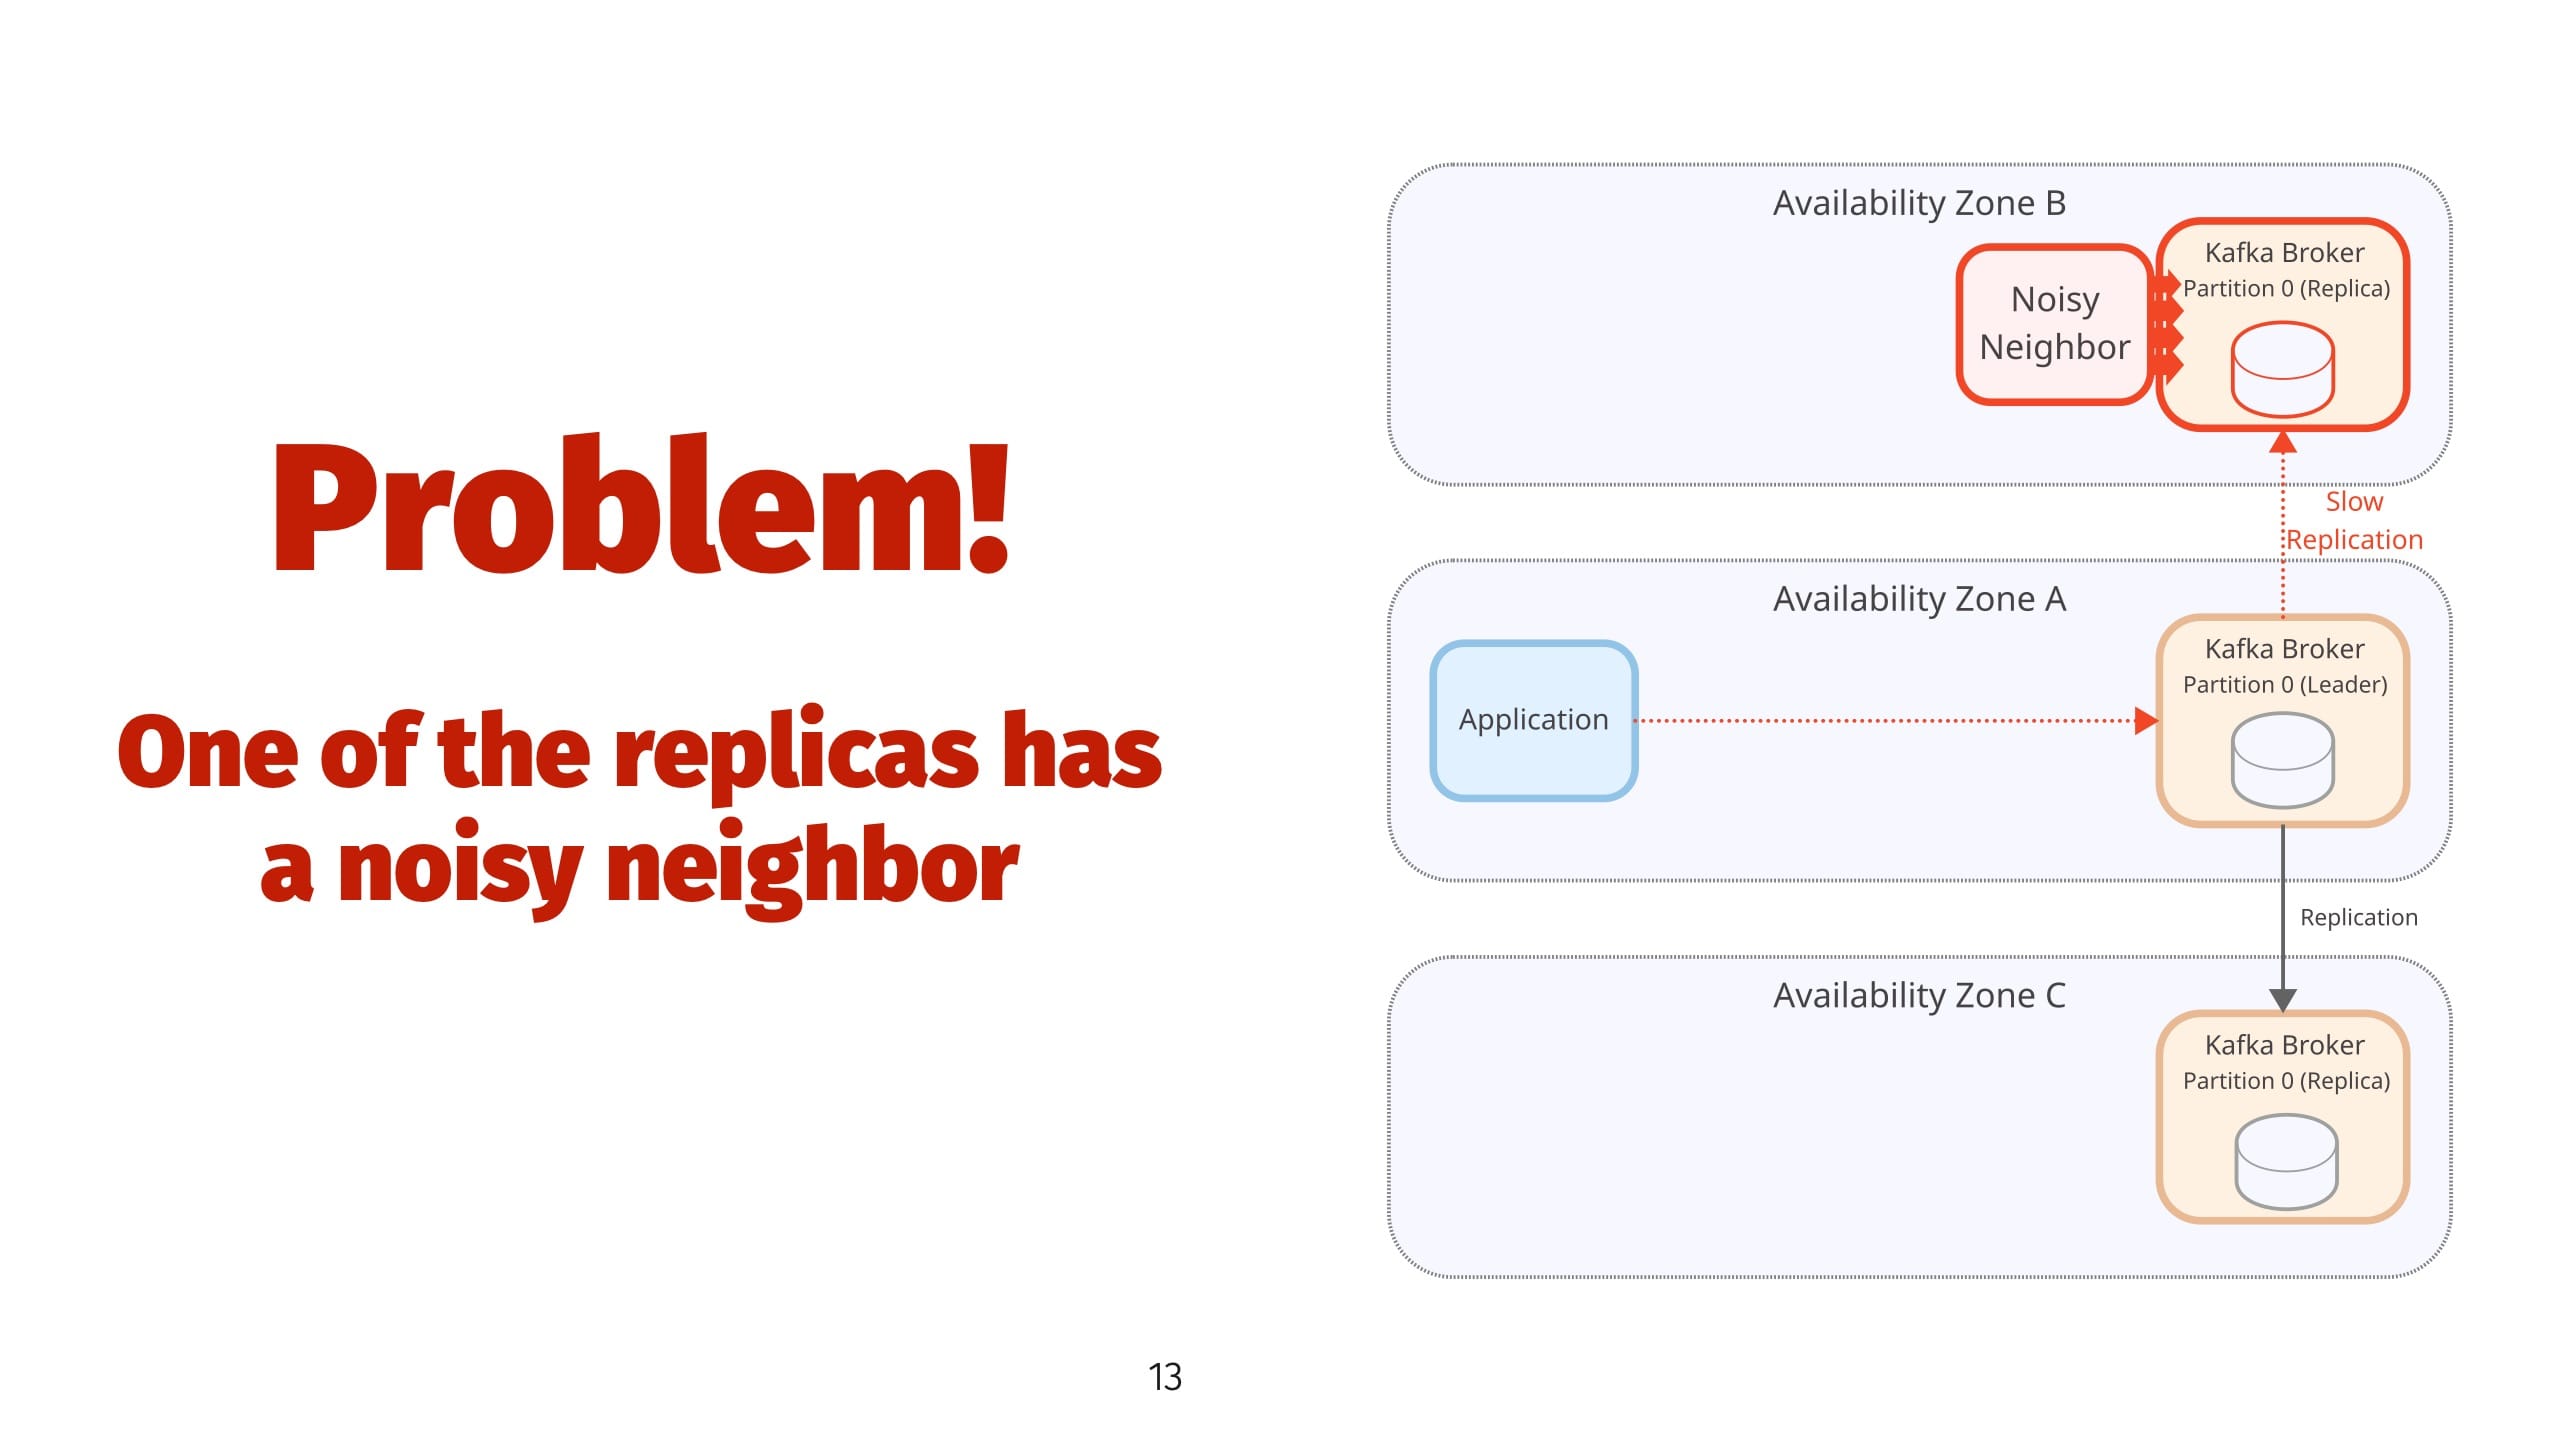 Problem!
One of the replicas has
a noisy neighbor
Availability Zone B
Noisy
Neighbor
Kafka Broker
Partition 0 (Replica)
Slow
Replication
Availability Zone A
Application
Kafka Broker
Partition 0 (Leader)
Replication
Availability Zone C
Kafka Broker
Partition 0 (Replica)
13